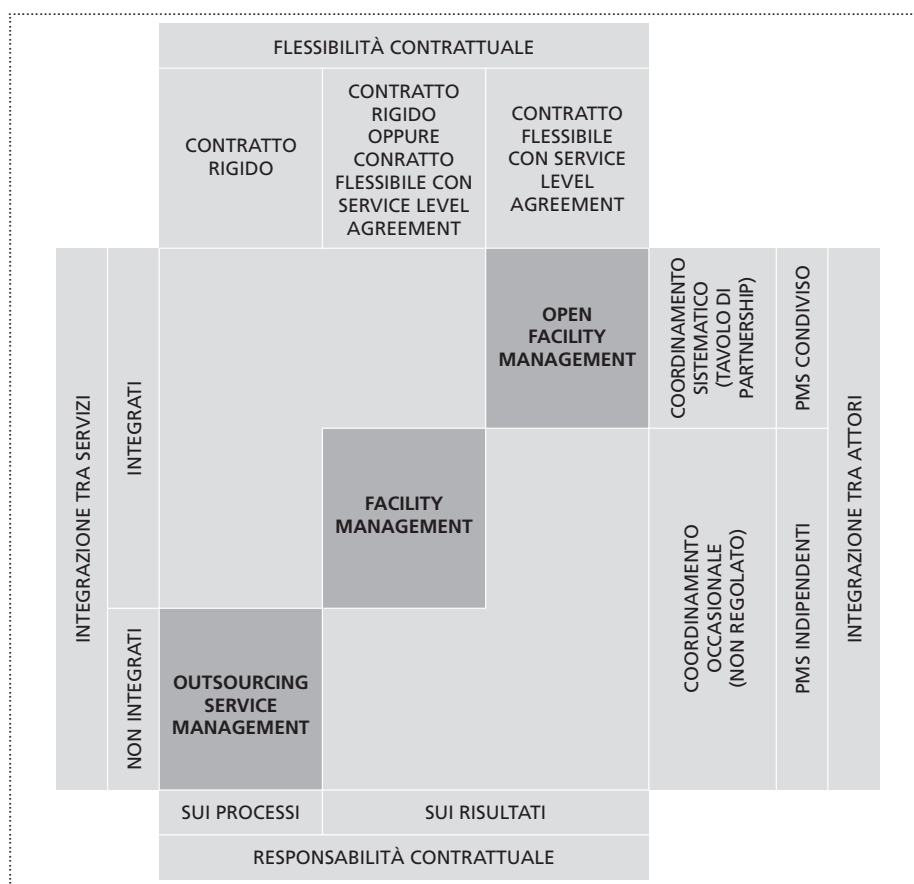 FLESSIBILITÀ CONTRATTUALE
CONTRATTO
RIGIDO
CONTRATTO
RIGIDO
OPPURE
CONRATTO
FLESSIBILE CON
SERVICE LEVEL
AGREEMENT
CONTRATTO
FLESSIBILE
CON SERVICE
LEVEL
AGREEMENT
INTEGRAZIONE TRA SERVIZI
INTEGRATI
NON INTEGRATI
OPEN
FACILITY
MANAGEMENT
FACILITY
MANAGEMENT
OUTSOURCING
SERVICE
MANAGEMENT
COORDINAMENTO
SISTEMATICO
(TAVOLO DI
PARTNERSHIP)
PMS CONDIVISO
COORDINAMENTO
OCCASIONALE
(NON REGOLATO)
PMS INDIPENDENTI
INTEGRAZIONE TRA ATTORI
SUI PROCESSI
SUI RISULTATI
RESPONSABILITÀ CONTRATTUALE